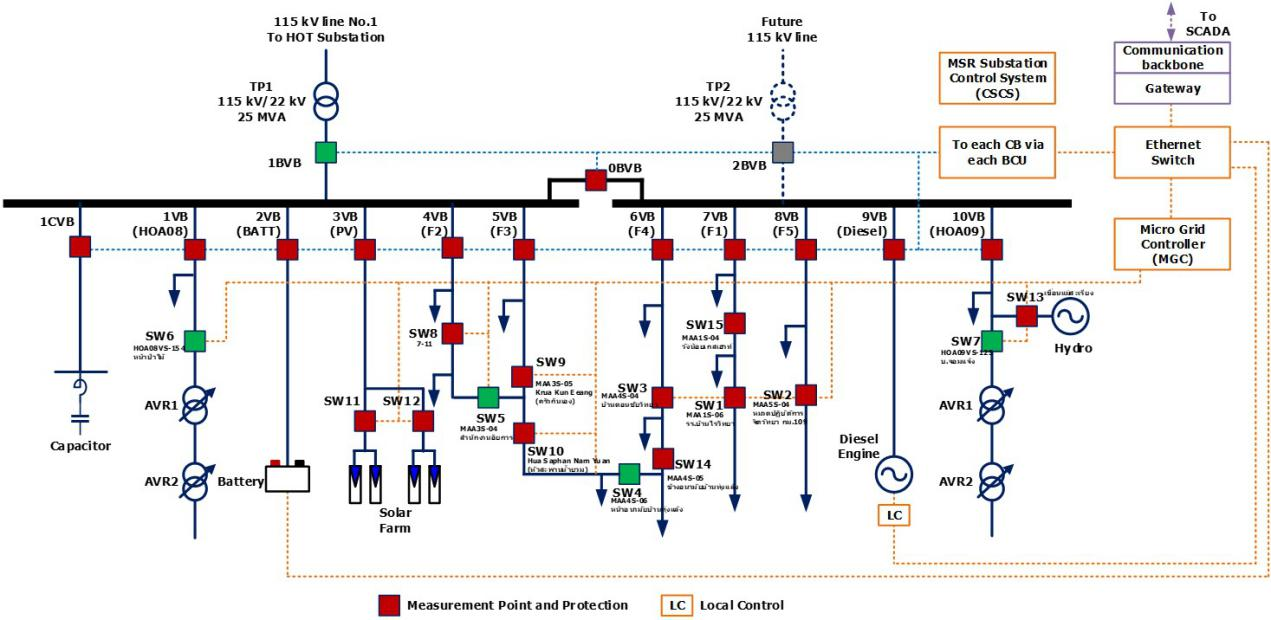 115 kV line No.1
To HOT Substation
Future
115 kV line
To
SCADA
Communication
backbone
Gateway
MSR Substation
Control System
(CSCS)
TP1
115 kV/22 kV
25 MVA
TP2
115 kV/22 kV
25 MVA
To each CB via
each BCU
Ethernet
Switch
1BVB
0BVB
2BVB
1CVB
1VB
(HOA08)
2VB
(BATT)
3VB
(PV)
4VB
(F2)
5VB
(F3)
6VB
(F4)
7VB
(F1)
8VB
(F5)
9VB
(Diesel)
10VB
(HOA09)
Micro Grid
Controller
(MGC)
SW6
HOA08VS-154
SW8
7-11
SW15
MAA1S-04
SW13
Hydro
SW7
HOA09VS-125
SW9
MAA3S-05
Krua Kun Eeang
SW5
MAA3S-04
SW3
MAA4S-04
SW1
MAA1S-06
SW2
MAA5S-04
SW11
SW12
AVR1
AVR1
Capacitor
SW10
Hua Saphan Nam Yuan
SW14
MAA4S-05
SW4
MAA4S-06
Diesel
Engine
AVR2
Battery
AVR2
Solar
Farm
LC
Measurement Point and Protection
LC
Local Control